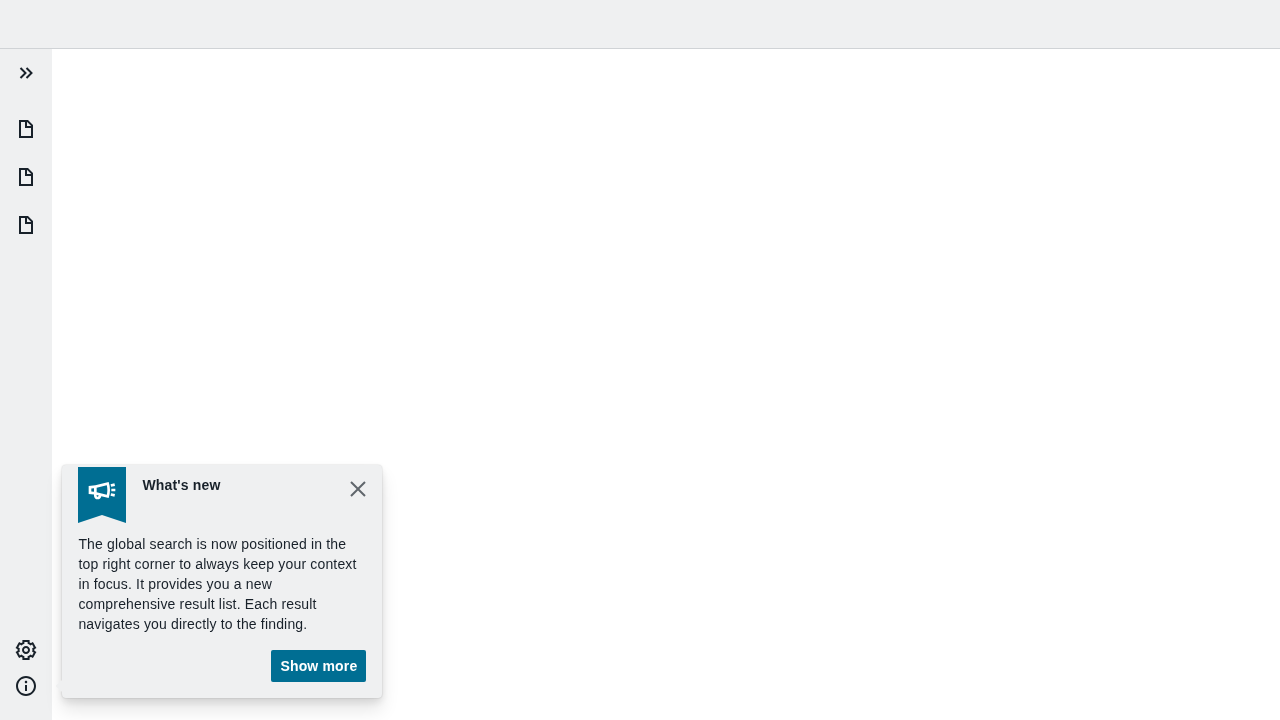 What's new
The global search is now positioned in the
top right corner to always keep your context
in focus. It provides you a new
comprehensive result list. Each result
navigates you directly to the finding.
Show more